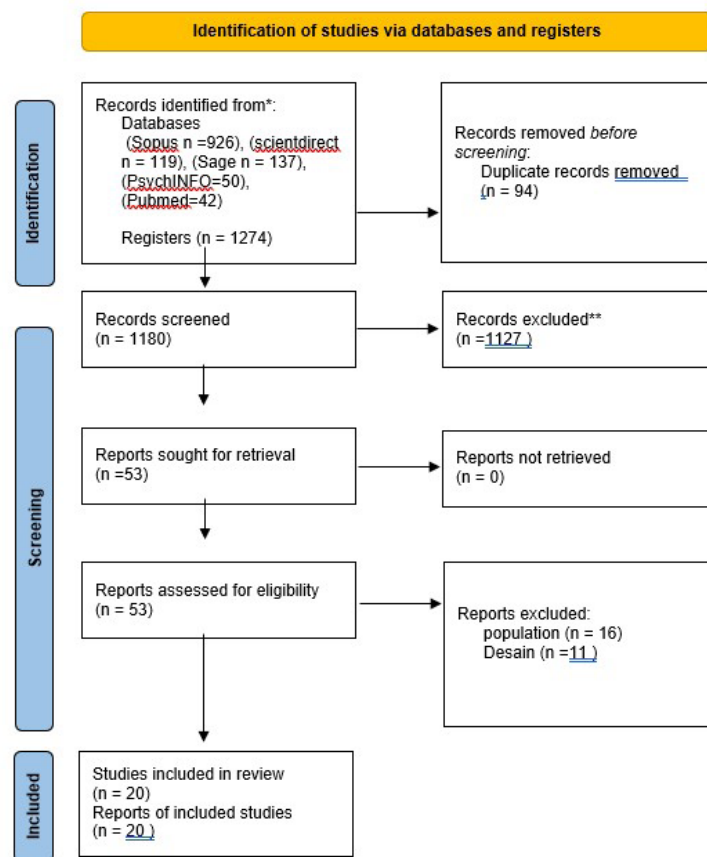 Identification of studies via databases and registers
Identification
Records identified from*:
Databases
(Sopus n =926), (scientdirect
n = 119), (Sage n = 137),
(PsychINFO=50),
(Pubmed=42)
Registers (n = 1274)
Records removed before
screening:
Duplicate records removed
(n = 94)
Screening
Records screened
(n = 1180)
Records excluded**
(n =1127 )
Reports sought for retrieval
(n =53)
Reports not retrieved
(n = 0)
Reports assessed for eligibility
(n = 53)
Reports excluded:
population (n = 16)
Desain (n =11 )
Included
Studies included in review
(n = 20)
Reports of included studies
(n = 20 )